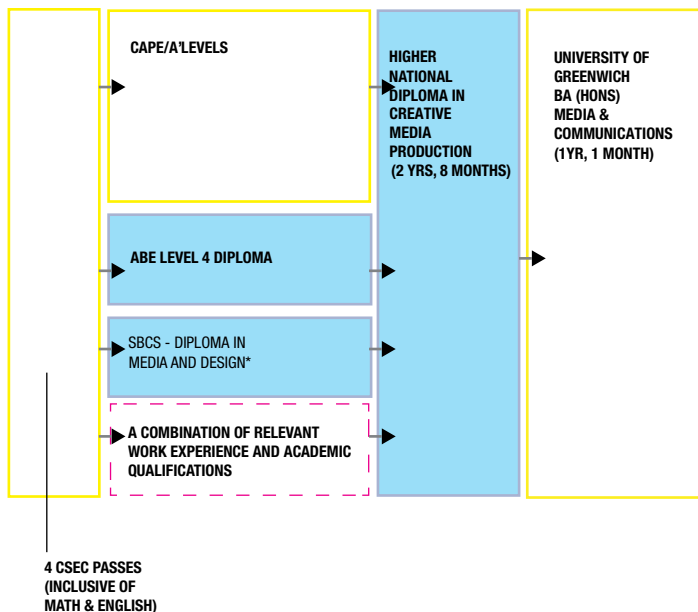 CAPE/A'LEVELS
HIGHER
NATIONAL
DIPLOMA IN
CREATIVE
MEDIA
PRODUCTION
(2 YRS, 8 MONTHS)
UNIVERSITY OF
GREENWICH
BA (HONS)
MEDIA &
COMMUNICATIONS
(1YR, 1 MONTH)
ABE LEVEL 4 DIPLOMA
SBCS - DIPLOMA IN
MEDIA AND DESIGN*
A COMBINATION OF RELEVANT
WORK EXPERIENCE AND ACADEMIC
QUALIFICATIONS
4 CSEC PASSES
(INCLUSIVE OF
MATH & ENGLISH)